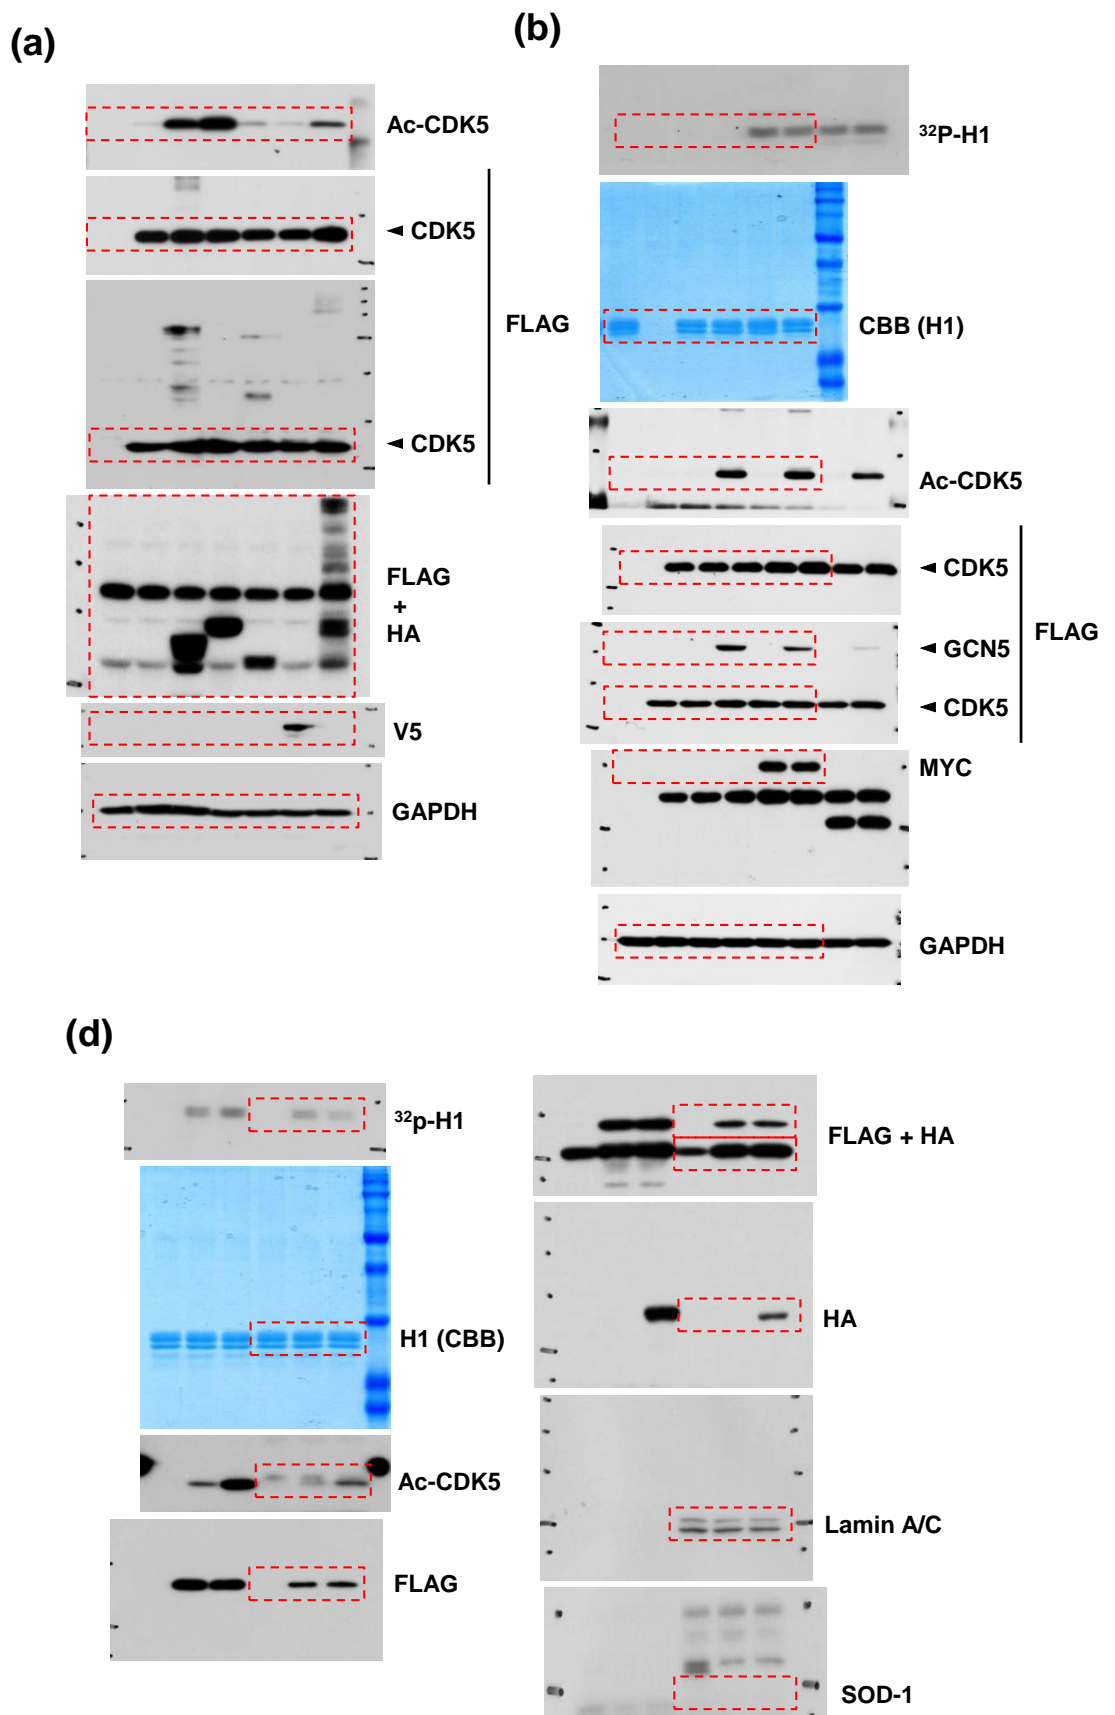 (a)
Ac-CDK5
CDK5
FLAG
CDK5
FLAG
+
HA
V5
GAPDH
(b)
³²P-H1
CBB (H1)
Ac-CDK5
CDK5
GCN5
FLAG
CDK5
MYC
GAPDH
(d)
³²p-H1
H1 (CBB)
Ac-CDK5
FLAG
FLAG + HA
HA
Lamin A/C
SOD-1